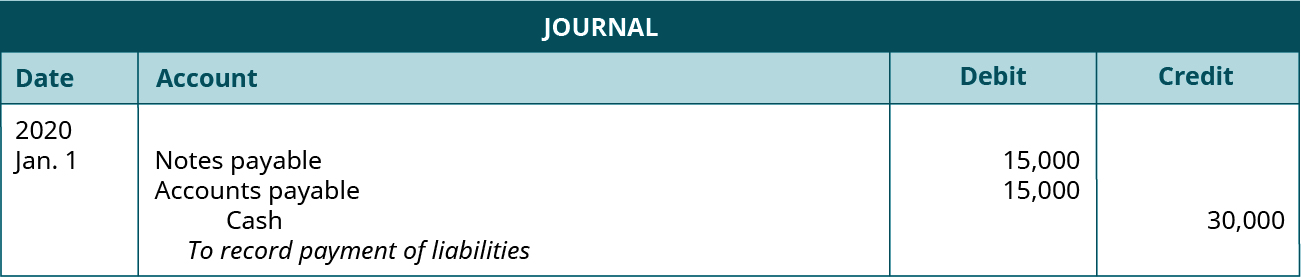 JOURNAL
Date Account Debit Credit
2020
Jan. 1 Notes payable 15,000
Accounts payable 15,000
Cash 30,000
To record payment of liabilities